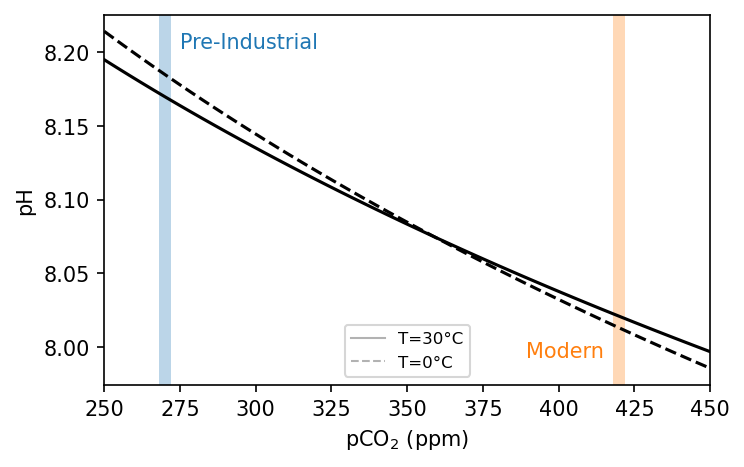 8.20
8.15
8.10
8.05
8.00
pH
Pre-Industrial
Modern
T=30°C
T=0°C
250 275 300 325 350 375 400 425 450
pCO₂ (ppm)